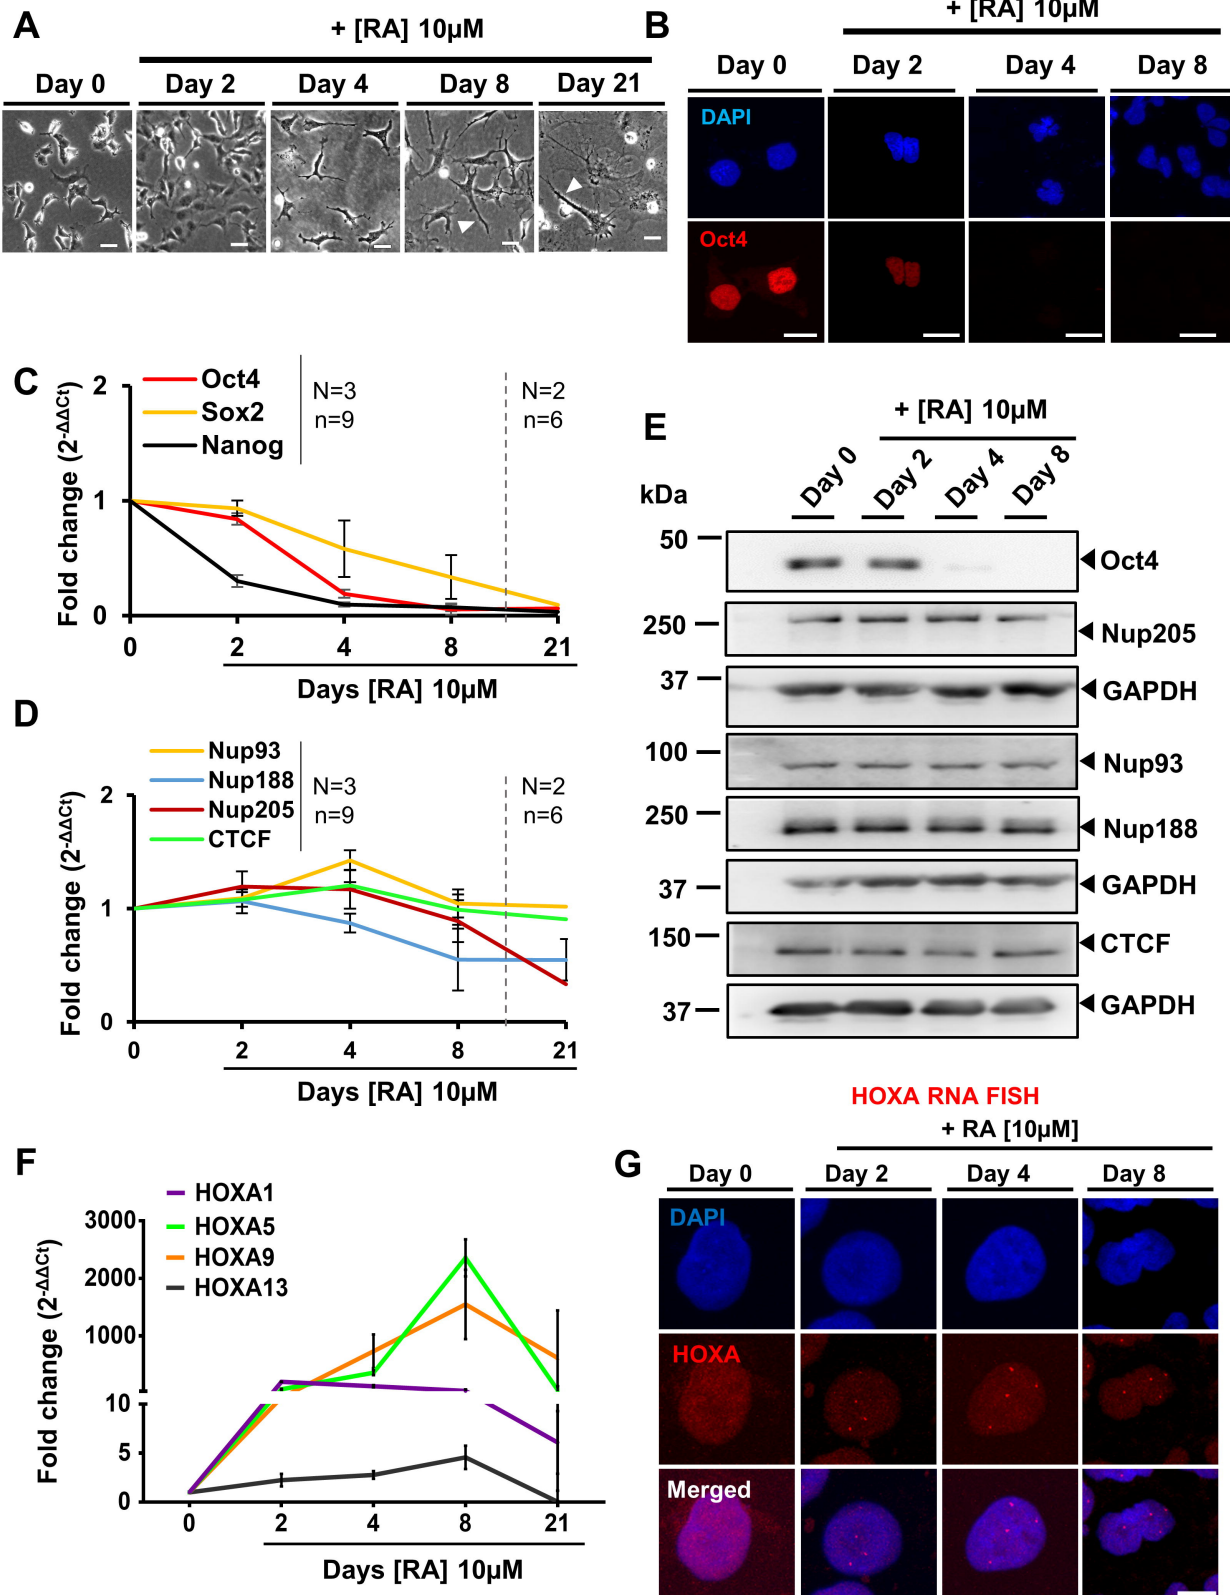 A
+ [RA] 10µM
Day 0 Day 2 Day 4 Day 8 Day 21
B
+ [RA] 10µM
Day 0 Day 2 Day 4 Day 8
DAPI
Oct4
C
Fold change (2-ΔΔCt)
2
1
0
Oct4
Sox2
Nanog
N=3
n=9
N=2
n=6
0 2 4 8 21
Days [RA] 10µM
D
Fold change (2-ΔΔCt)
2
1
0
Nup93
Nup188
Nup205
CTCF
N=3
n=9
N=2
n=6
0 2 4 8 21
Days [RA] 10µM
E
+ [RA] 10µM
kDa
Day 0 Day 2 Day 4 Day 8
50 Oct4
250 Nup205
37 GAPDH
100 Nup93
250 Nup188
37 GAPDH
150 CTCF
37 GAPDH
F
Fold change (2-ΔΔCt)
HOXA1
HOXA5
HOXA9
HOXA13
3000
2000
1000
10
5
0
0 2 4 8 21
Days [RA] 10µM
G
HOXA RNA FISH
+ RA [10µM]
Day 0 Day 2 Day 4 Day 8
DAPI
HOXA
Merged